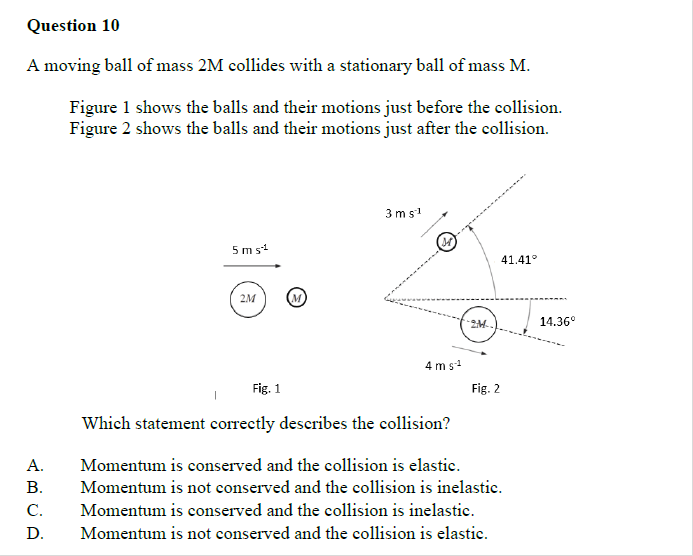 Question 10
A moving ball of mass 2M collides with a stationary ball of mass M.
Figure 1 shows the balls and their motions just before the collision.
Figure 2 shows the balls and their motions just after the collision.
3 m s⁻¹
M
5 m s⁻¹
41.41°
2M
M
2M
14.36°
4 m s⁻¹
Fig. 1
Fig. 2
Which statement correctly describes the collision?
A. Momentum is conserved and the collision is elastic.
B. Momentum is not conserved and the collision is inelastic.
C. Momentum is conserved and the collision is inelastic.
D. Momentum is not conserved and the collision is elastic.